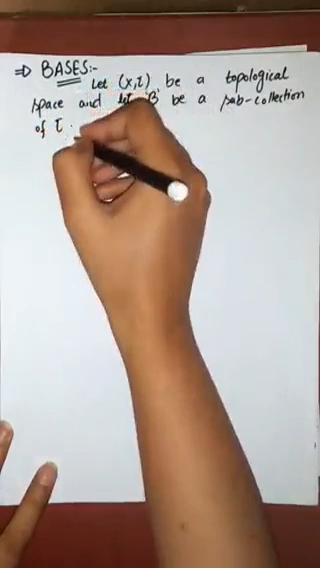 ⇒ BASES:-
Let (X,τ) be a topological
space and let 'B' be a sub-collection
of τ.